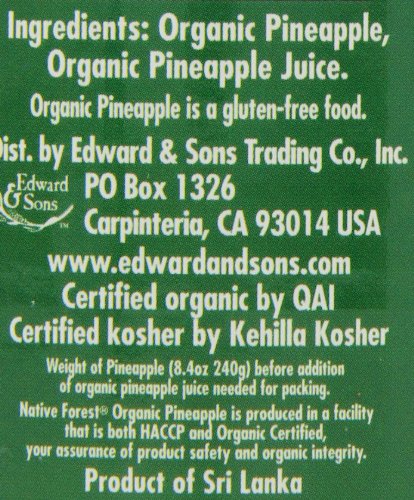 Ingredients: Organic Pineapple,
Organic Pineapple Juice.
Organic Pineapple is a gluten-free food.
Dist. by Edward & Sons Trading Co., Inc.
Edward
& Sons
TM
PO Box 1326
Carpinteria, CA 93014 USA
www.edwardandsons.com
Certified organic by QAI
Certified kosher by Kehilla Kosher
Weight of Pineapple (8.4oz 240g) before addition
of organic pineapple juice needed for packing.
Native Forest® Organic Pineapple is produced in a facility
that is both HACCP and Organic Certified,
your assurance of product safety and organic integrity.
Product of Sri Lanka